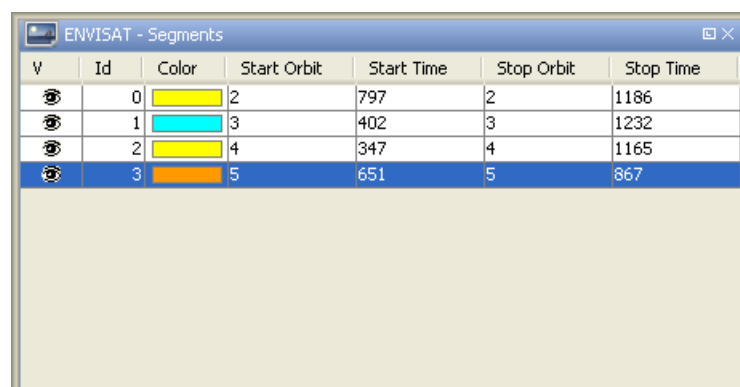 ENVISAT - Segments
V Id Color Start Orbit Start Time Stop Orbit Stop Time
0 2 797 2 1186
1 3 402 3 1232
2 4 347 4 1165
3 5 651 5 867